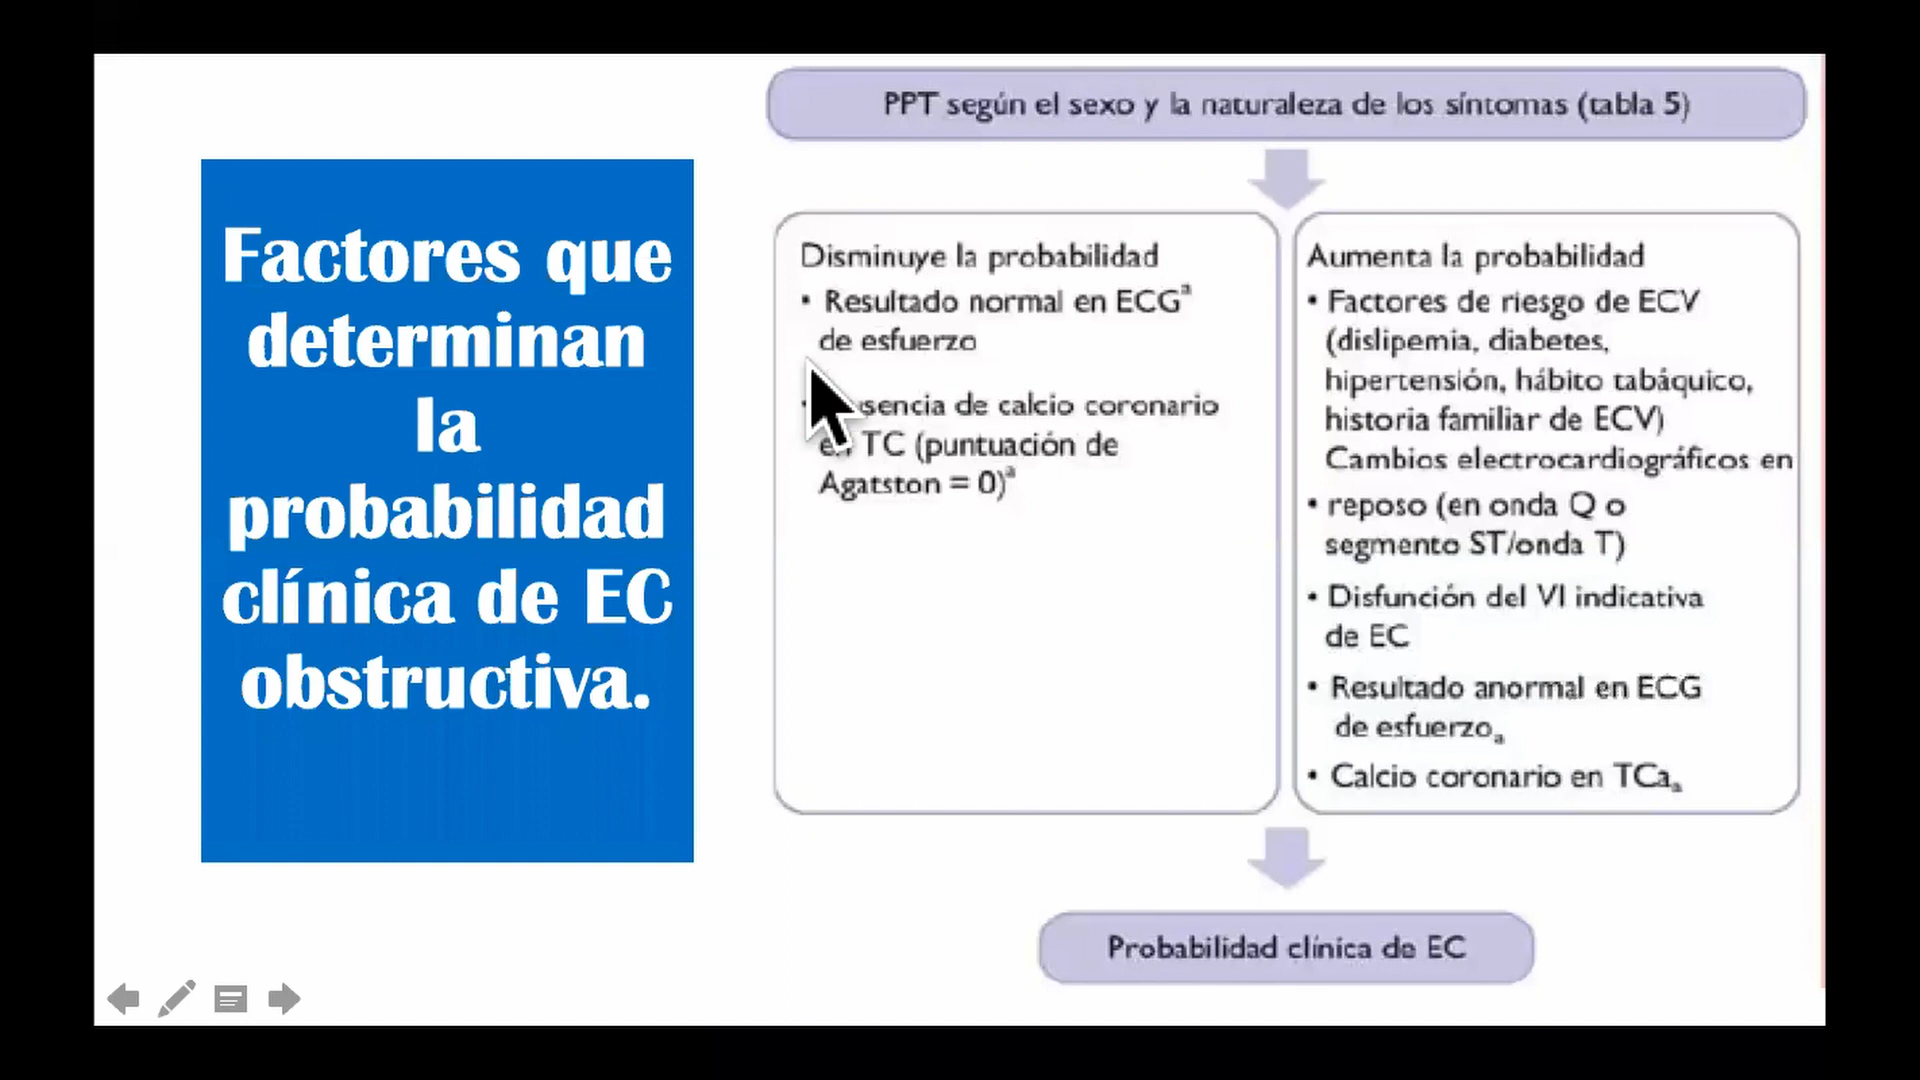 Factores que
determinan
la
probabilidad
clínica de EC
obstructiva.
PPT según el sexo y la naturaleza de los síntomas (tabla 5)
Disminuye la probabilidad
• Resultado normal en ECGª
de esfuerzo
de calcio coronario
TC (puntuación de
Agatston = 0)ª
Aumenta la probabilidad
• Factores de riesgo de ECV
(dislipemia, diabetes,
hipertensión, hábito tabáquico,
historia familiar de ECV)
Cambios electrocardiográficos en
• reposo (en onda Q o
segmento ST/onda T)
• Disfunción del VI indicativa
de EC
• Resultado anormal en ECG
de esfuerzoₐ
• Calcio coronario en TCaₐ
Probabilidad clínica de EC